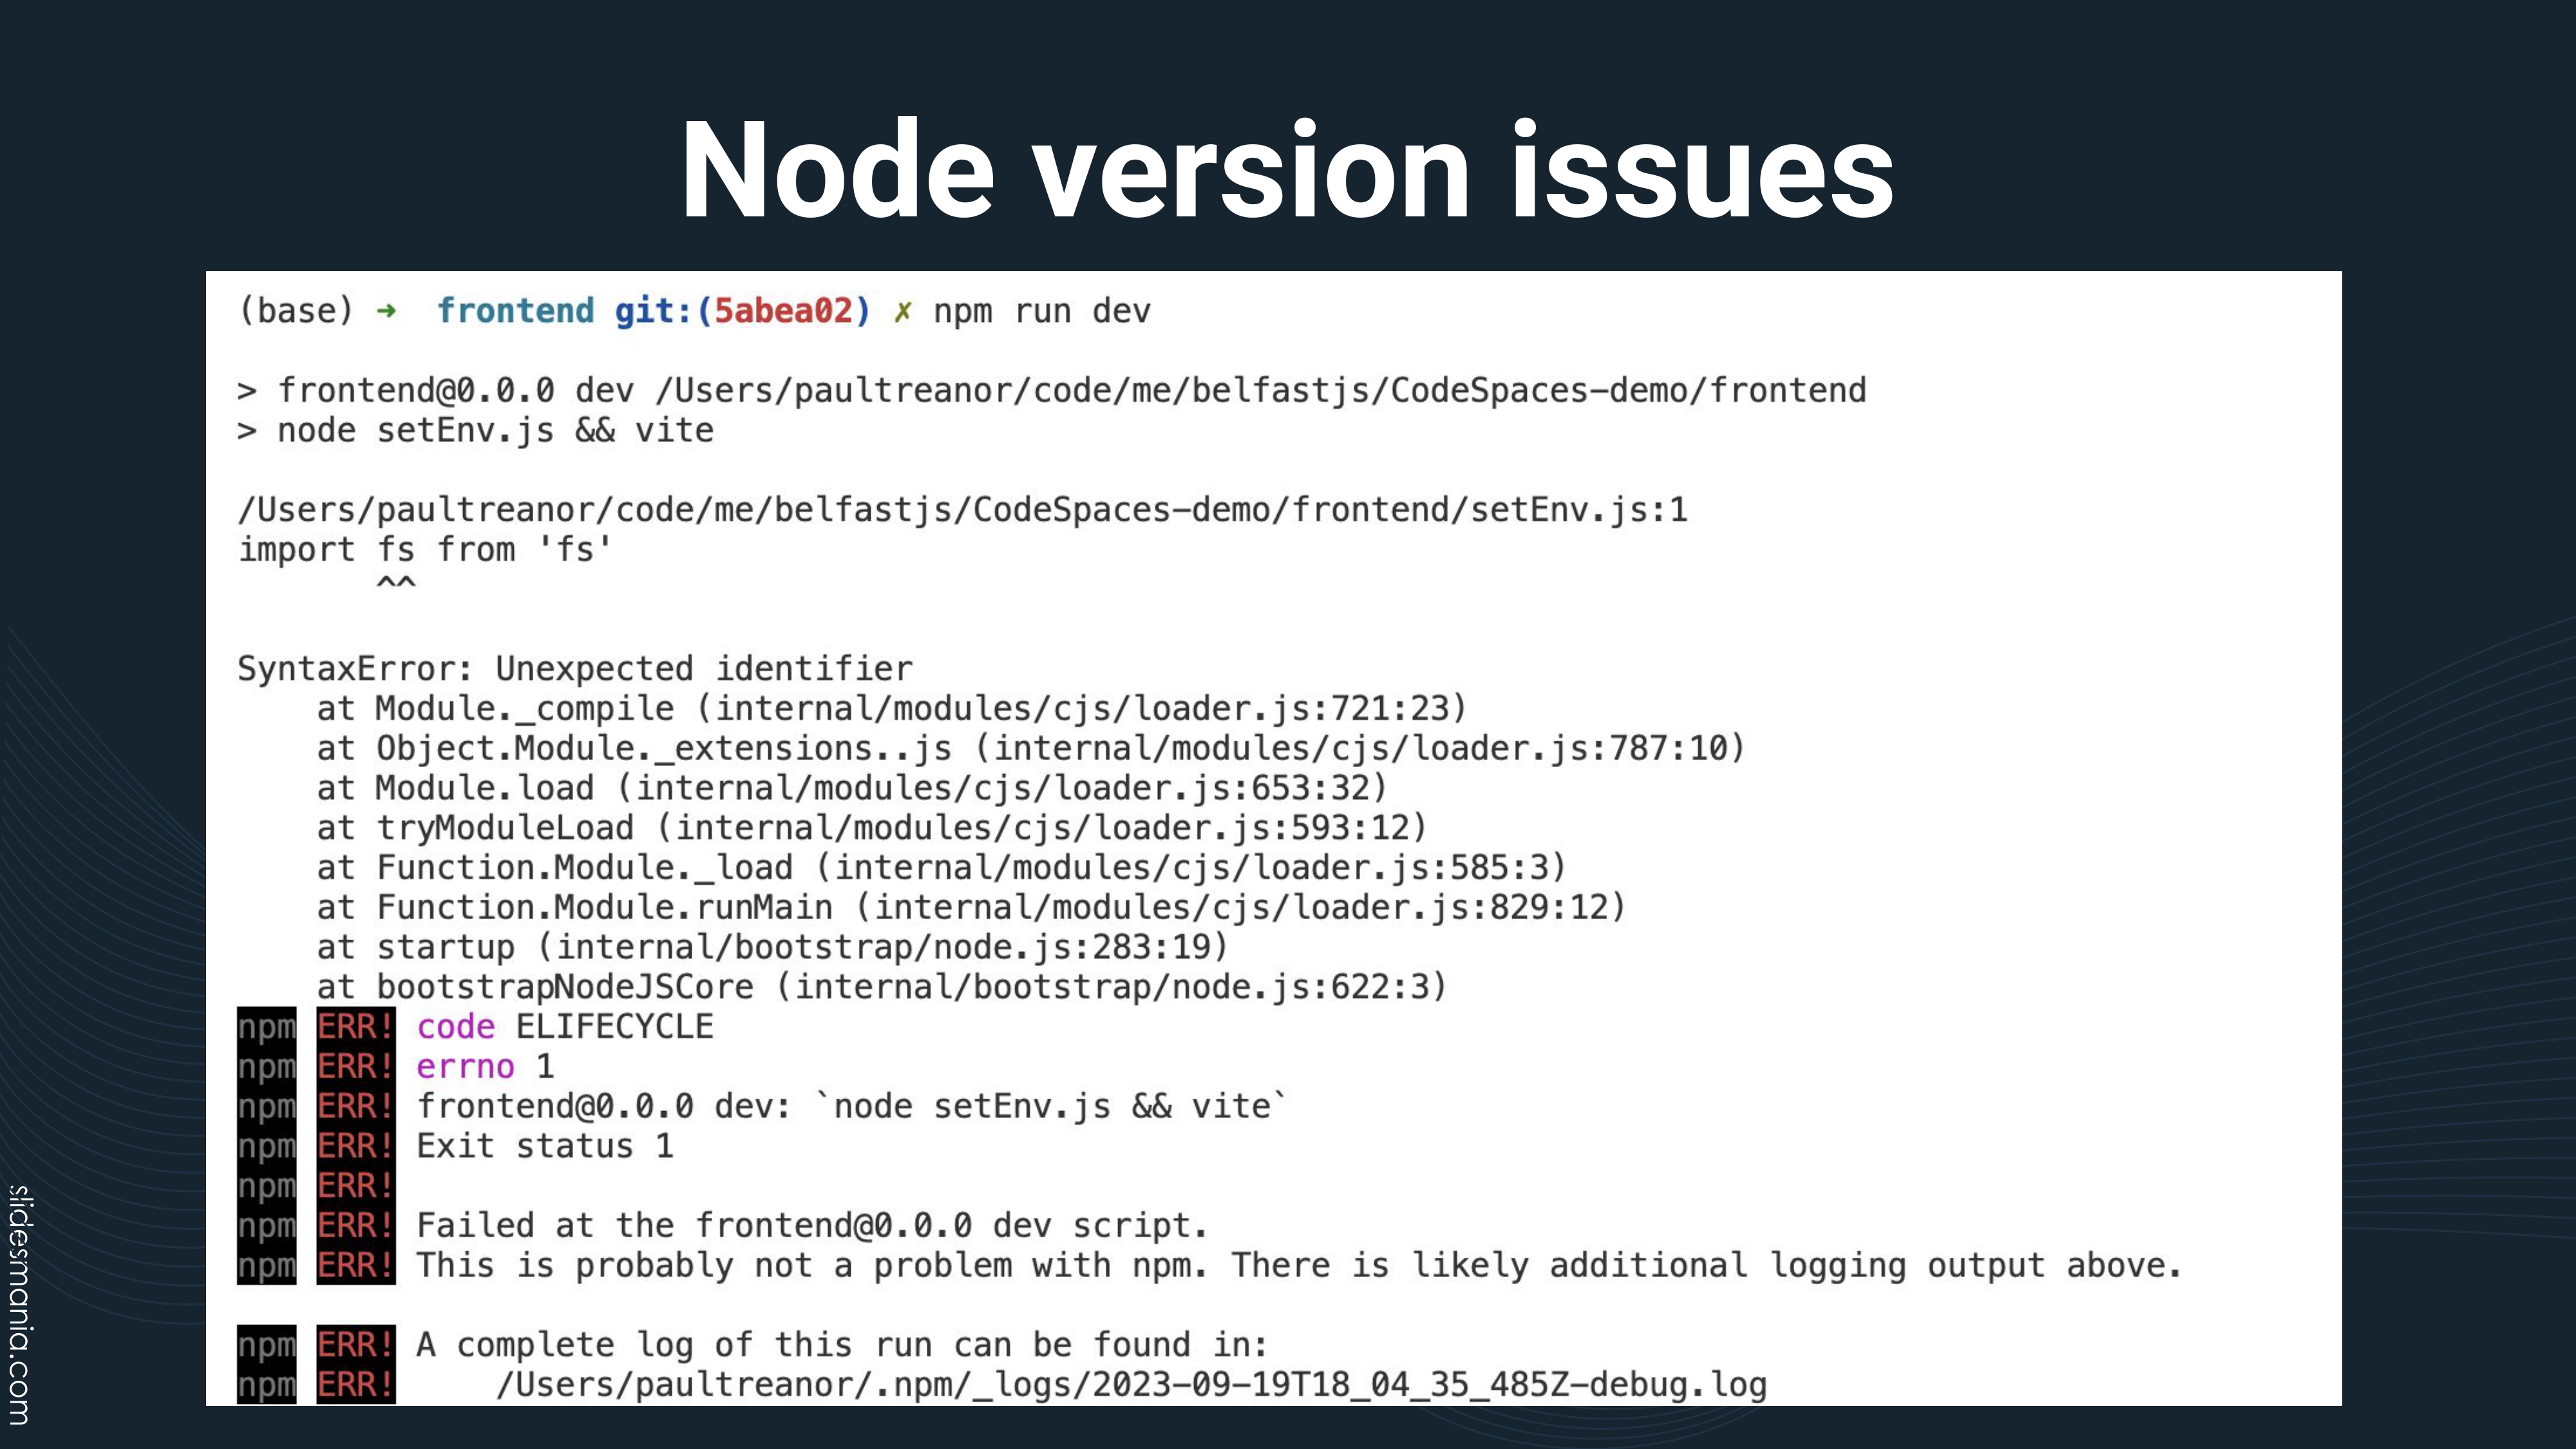 Node version issues
(base) ➜  frontend git:(5abea02) ✗ npm run dev
> frontend@0.0.0 dev /Users/paultreanor/code/me/belfastjs/CodeSpaces-demo/frontend
> node setEnv.js && vite
/Users/paultreanor/code/me/belfastjs/CodeSpaces-demo/frontend/setEnv.js:1
import fs from 'fs'
       ^^
SyntaxError: Unexpected identifier
    at Module._compile (internal/modules/cjs/loader.js:721:23)
    at Object.Module._extensions..js (internal/modules/cjs/loader.js:787:10)
    at Module.load (internal/modules/cjs/loader.js:653:32)
    at tryModuleLoad (internal/modules/cjs/loader.js:593:12)
    at Function.Module._load (internal/modules/cjs/loader.js:585:3)
    at Function.Module.runMain (internal/modules/cjs/loader.js:829:12)
    at startup (internal/bootstrap/node.js:283:19)
    at bootstrapNodeJSCore (internal/bootstrap/node.js:622:3)
npm ERR! code ELIFECYCLE
npm ERR! errno 1
npm ERR! frontend@0.0.0 dev: `node setEnv.js && vite`
npm ERR! Exit status 1
npm ERR!
npm ERR! Failed at the frontend@0.0.0 dev script.
npm ERR! This is probably not a problem with npm. There is likely additional logging output above.
npm ERR! A complete log of this run can be found in:
npm ERR!     /Users/paultreanor/.npm/_logs/2023-09-19T18_04_35_485Z-debug.log
slidesmania.com